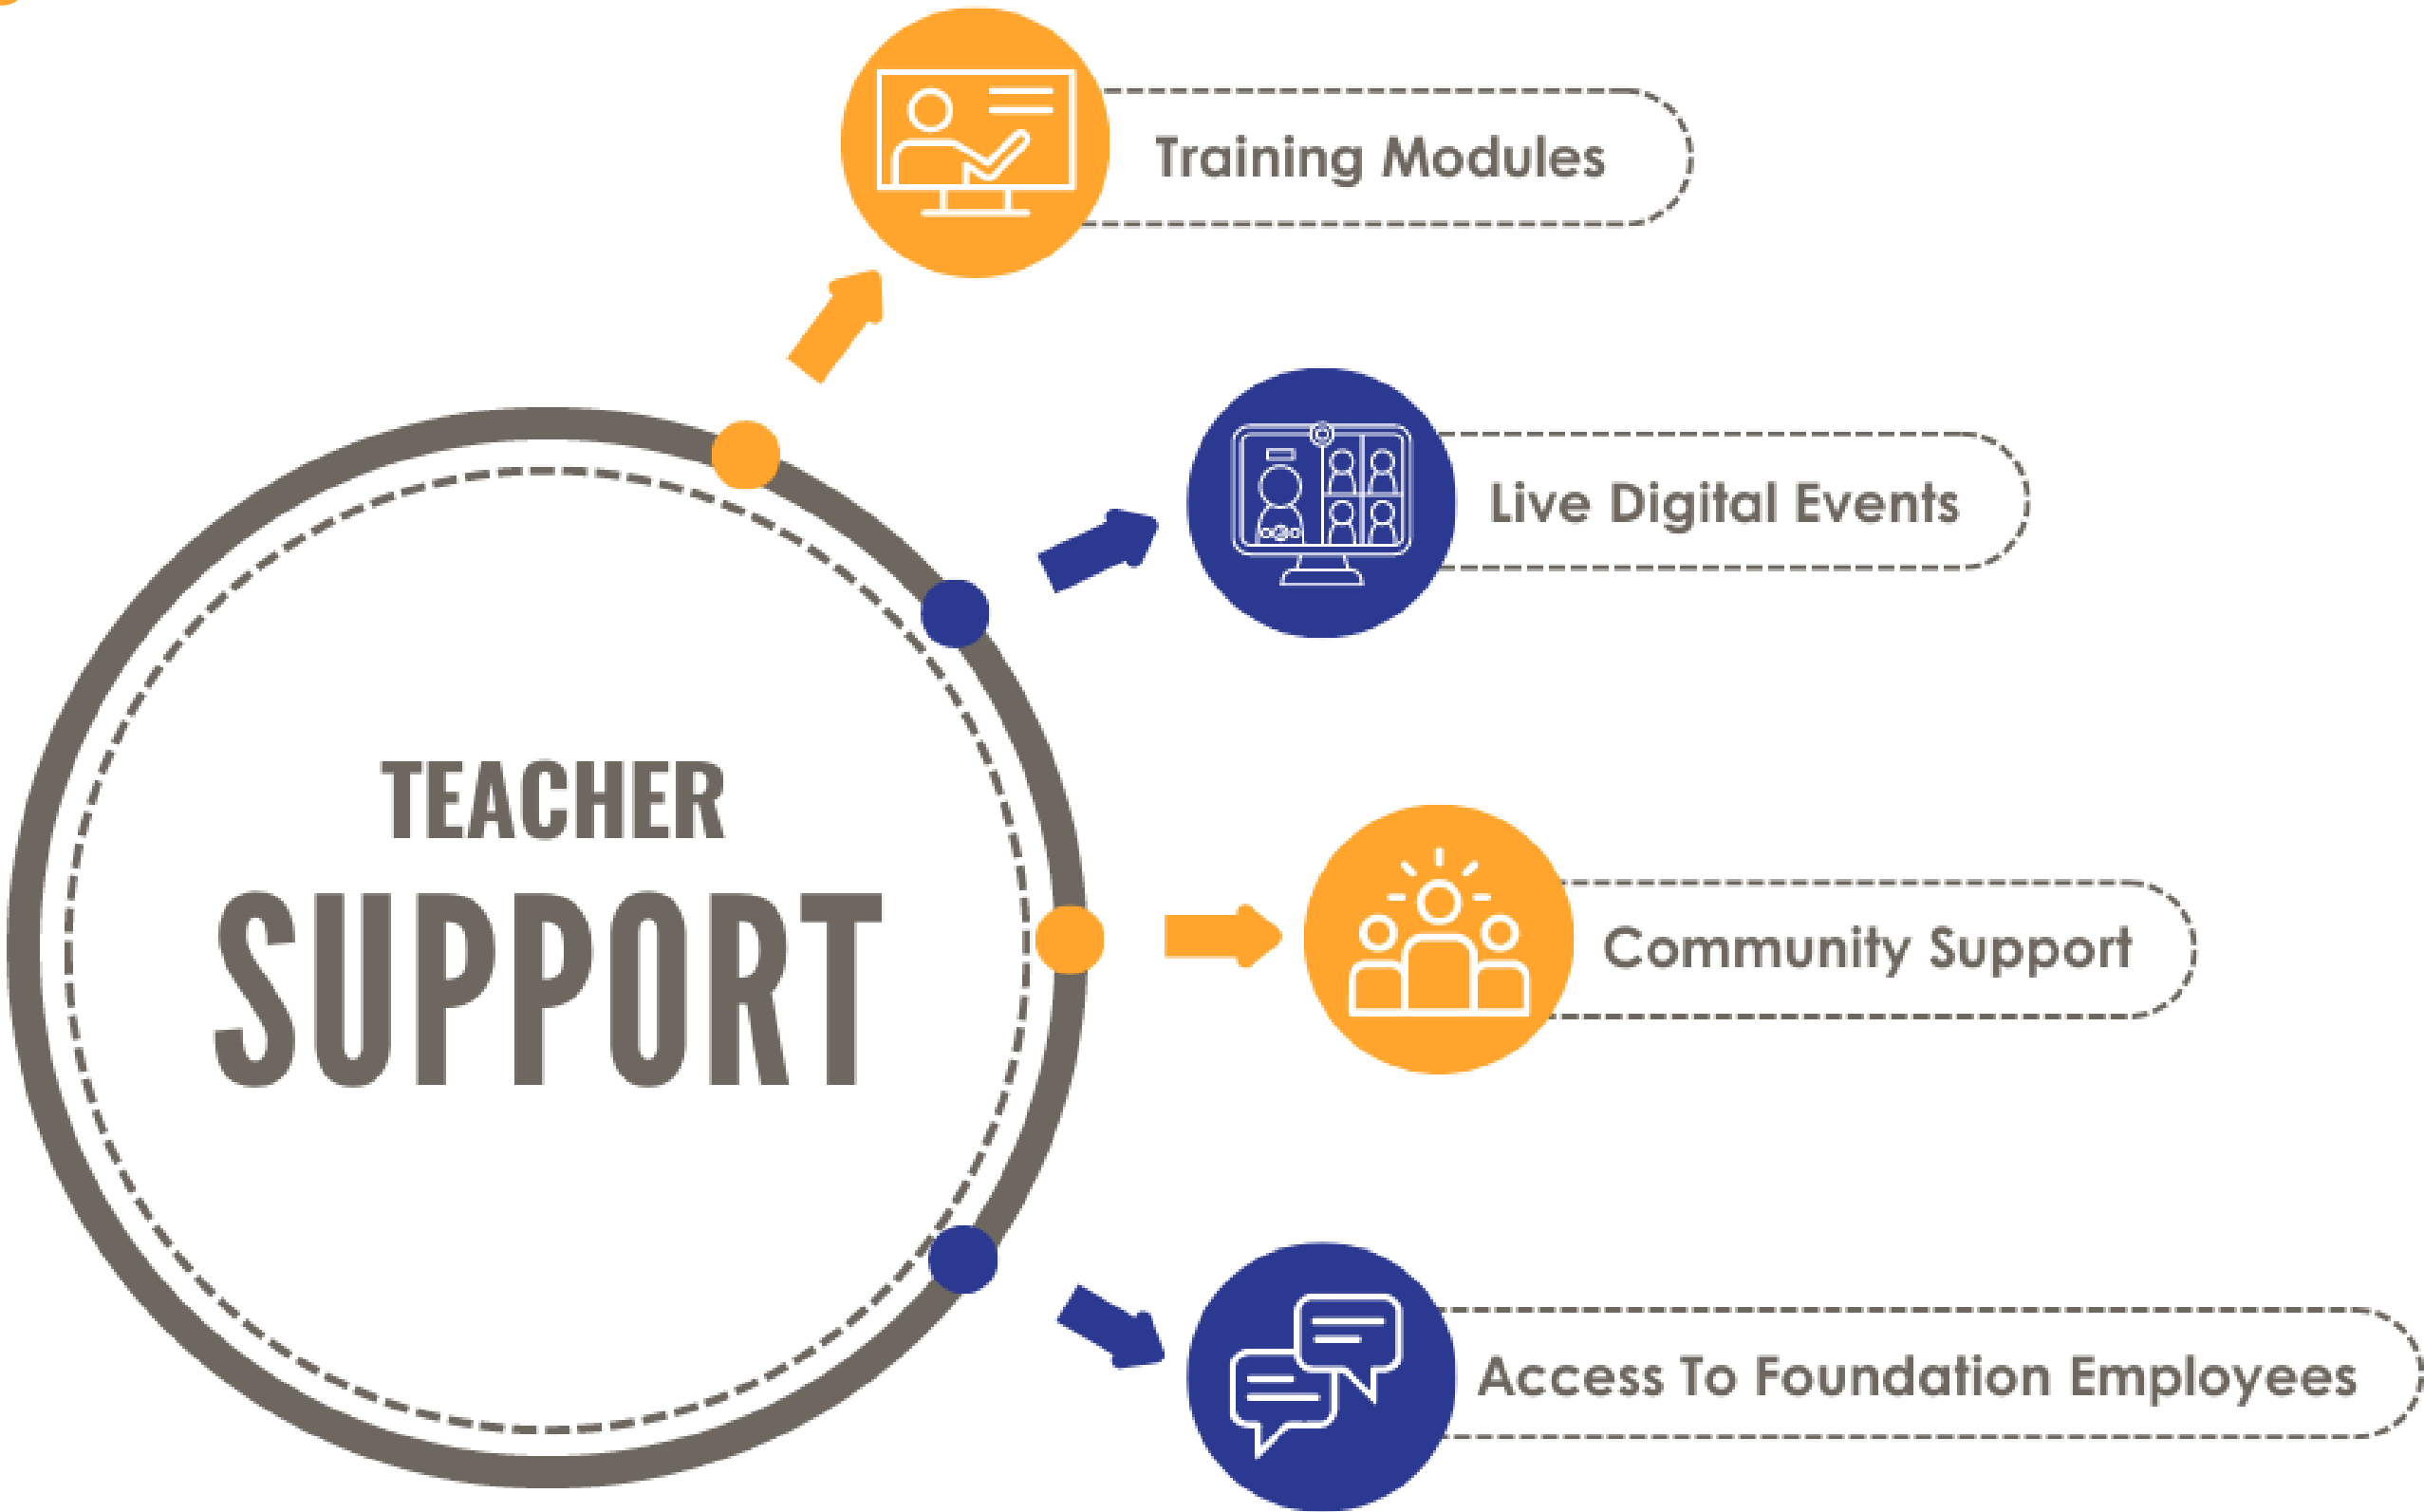 Training Modules
Live Digital Events
TEACHER
SUPPORT
Community Support
Access To Foundation Employees